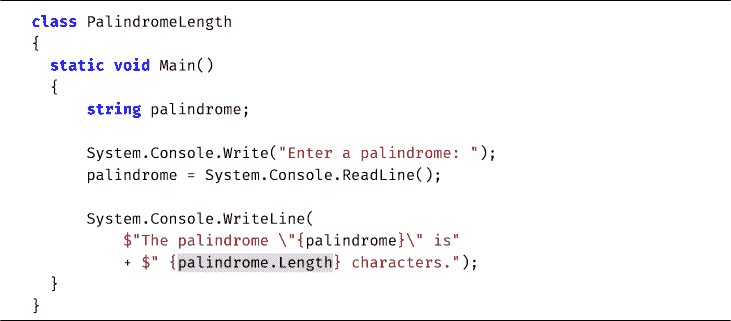 class PalindromeLength
{
  static void Main()
  {
      string palindrome;

      System.Console.Write("Enter a palindrome: ");
      palindrome = System.Console.ReadLine();

      System.Console.WriteLine(
          $"The palindrome \"{palindrome}\" is"
          + $" {palindrome.Length} characters.");
  }
}